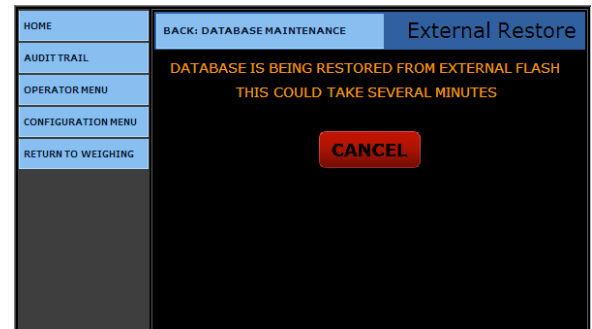 HOME
AUDIT TRAIL
OPERATOR MENU
CONFIGURATION MENU
RETURN TO WEIGHING
BACK: DATABASE MAINTENANCE
External Restore
DATABASE IS BEING RESTORED FROM EXTERNAL FLASH
THIS COULD TAKE SEVERAL MINUTES
CANCEL